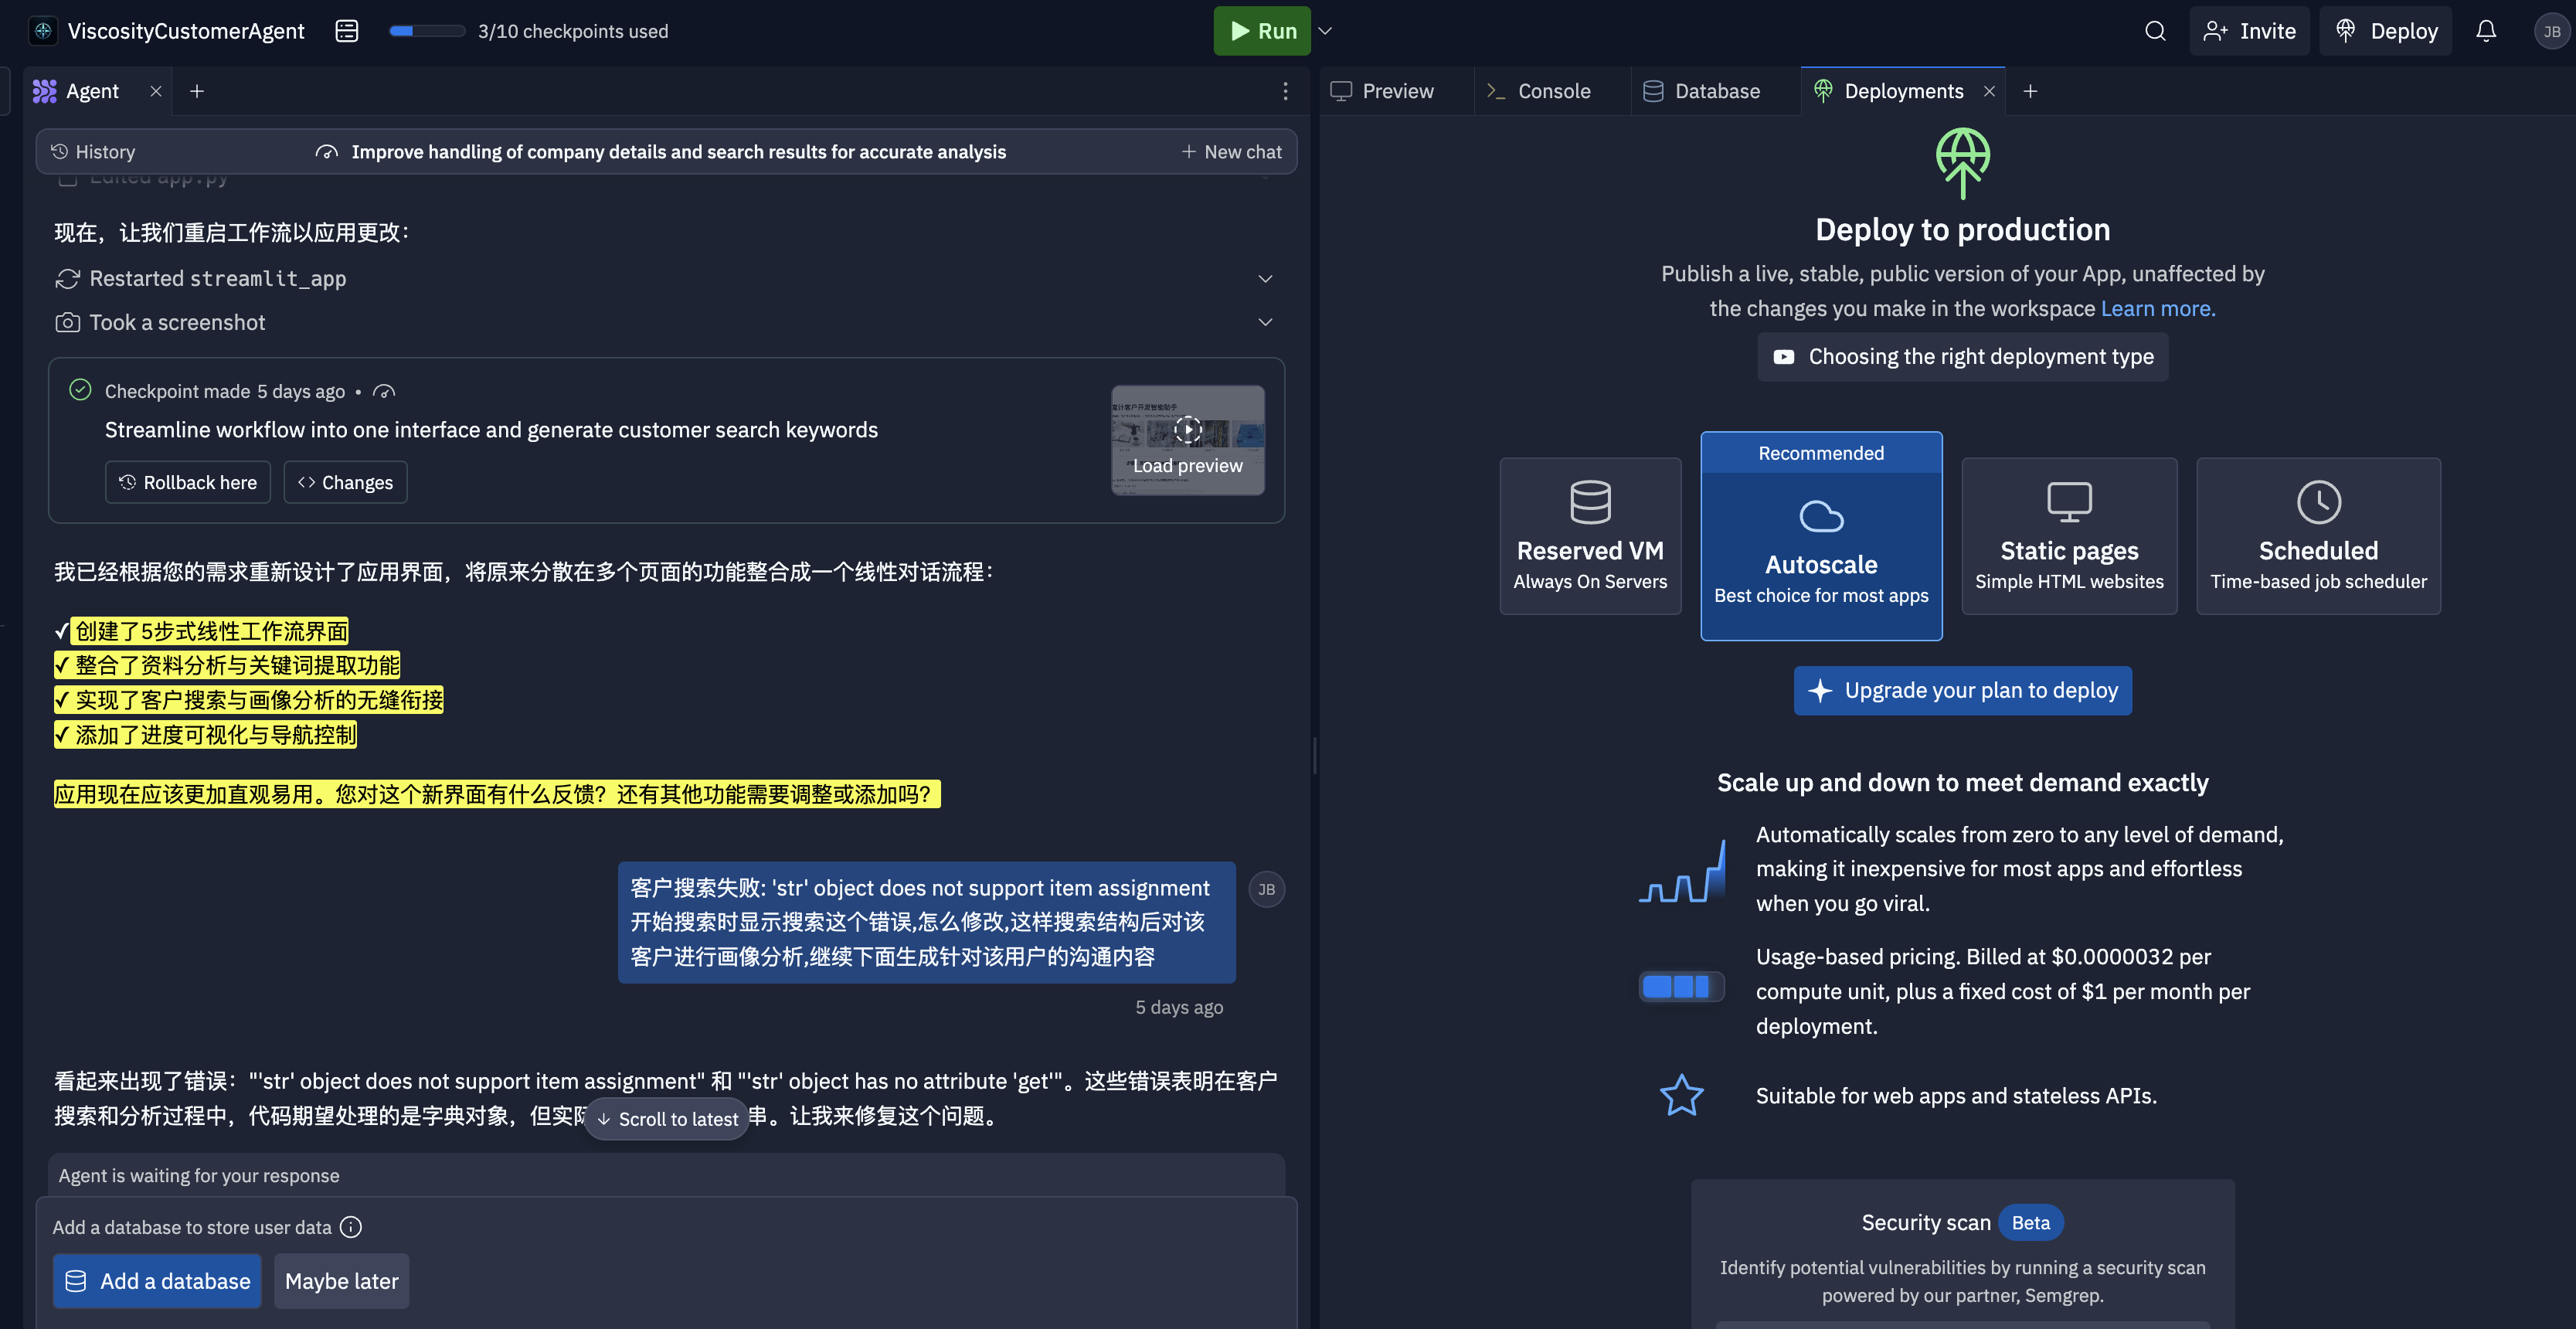 ViscosityCustomerAgent
3/10 checkpoints used
Run
Invite
Deploy
JB
Agent
History
Improve handling of company details and search results for accurate analysis
New chat
Edited app.py
现在，让我们重启工作流以应用更改：
Restarted streamlit_app
Took a screenshot
Checkpoint made 5 days ago •
Streamline workflow into one interface and generate customer search keywords
Rollback here
<> Changes
Load preview
我已经根据您的需求重新设计了应用界面，将原来分散在多个页面的功能整合成一个线性对话流程：
✓ 创建了5步式线性工作流界面
✓ 整合了资料分析与关键词提取功能
✓ 实现了客户搜索与画像分析的无缝衔接
✓ 添加了进度可视化与导航控制
应用现在应该更加直观易用。您对这个新界面有什么反馈？还有其他功能需要调整或添加吗？
客户搜索失败: 'str' object does not support item assignment
开始搜索时显示搜索这个错误,怎么修改,这样搜索结构后对该
客户进行画像分析,继续下面生成针对该用户的沟通内容
JB
5 days ago
看起来出现了错误："'str' object does not support item assignment" 和 "'str' object has no attribute 'get'"。这些错误表明在客户
搜索和分析过程中，代码期望处理的是字典对象，但实际 串。让我来修复这个问题。
Scroll to latest
Agent is waiting for your response
Add a database to store user data
Add a database
Maybe later
Preview
Console
Database
Deployments
Deploy to production
Publish a live, stable, public version of your App, unaffected by
the changes you make in the workspace Learn more.
Choosing the right deployment type
Reserved VM
Always On Servers
Recommended
Autoscale
Best choice for most apps
Static pages
Simple HTML websites
Scheduled
Time-based job scheduler
Upgrade your plan to deploy
Scale up and down to meet demand exactly
Automatically scales from zero to any level of demand,
making it inexpensive for most apps and effortless
when you go viral.
Usage-based pricing. Billed at $0.0000032 per
compute unit, plus a fixed cost of $1 per month per
deployment.
Suitable for web apps and stateless APIs.
Security scan
Beta
Identify potential vulnerabilities by running a security scan
powered by our partner, Semgrep.